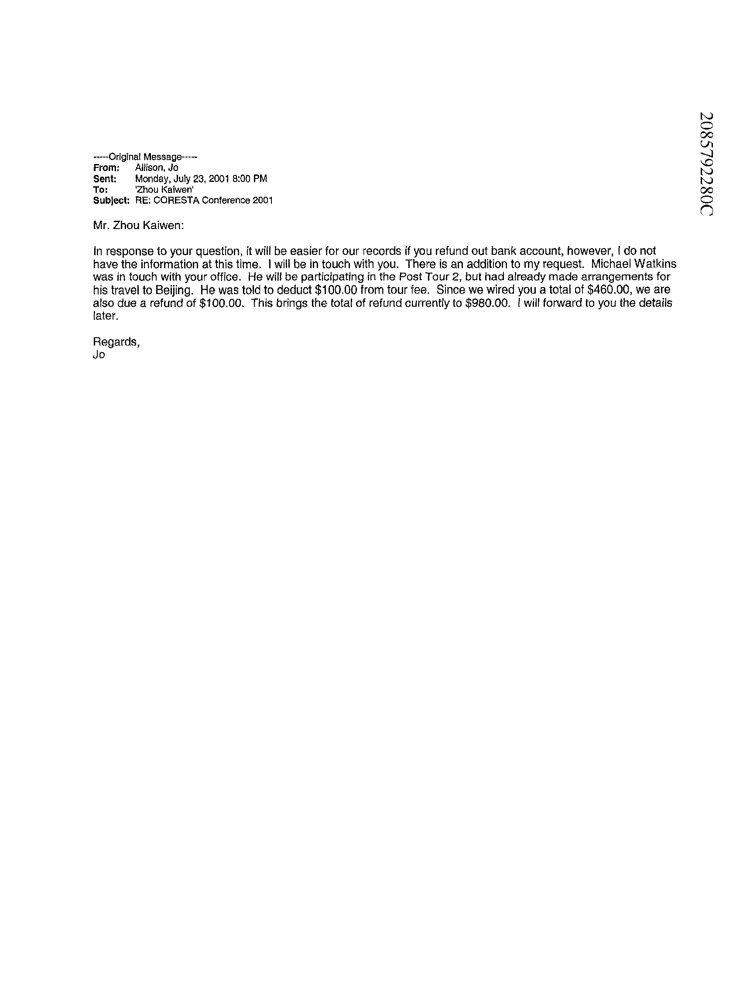 -----Original Message-----
From: Allison, Jo
Sent: Monday, July 23, 2001 8:00 PM
To: 'Zhou Kaiwen'
Subject: RE: CORESTA Conference 2001
Mr. Zhou Kaiwen:
In response to your question, it will be easier for our records if you refund out bank account, however, I do not
have the information at this time. I will be in touch with you. There is an addition to my request. Michael Watkins
was in touch with your office. He will be participating in the Post Tour 2, but had already made arrangements for
his travel to Beijing. He was told to deduct $100.00 from tour fee. Since we wired you a total of $460.00, we are
also due a refund of $100.00. This brings the total of refund currently to $980.00. I will forward to you the details
later.
Regards,
Jo
2085792280C